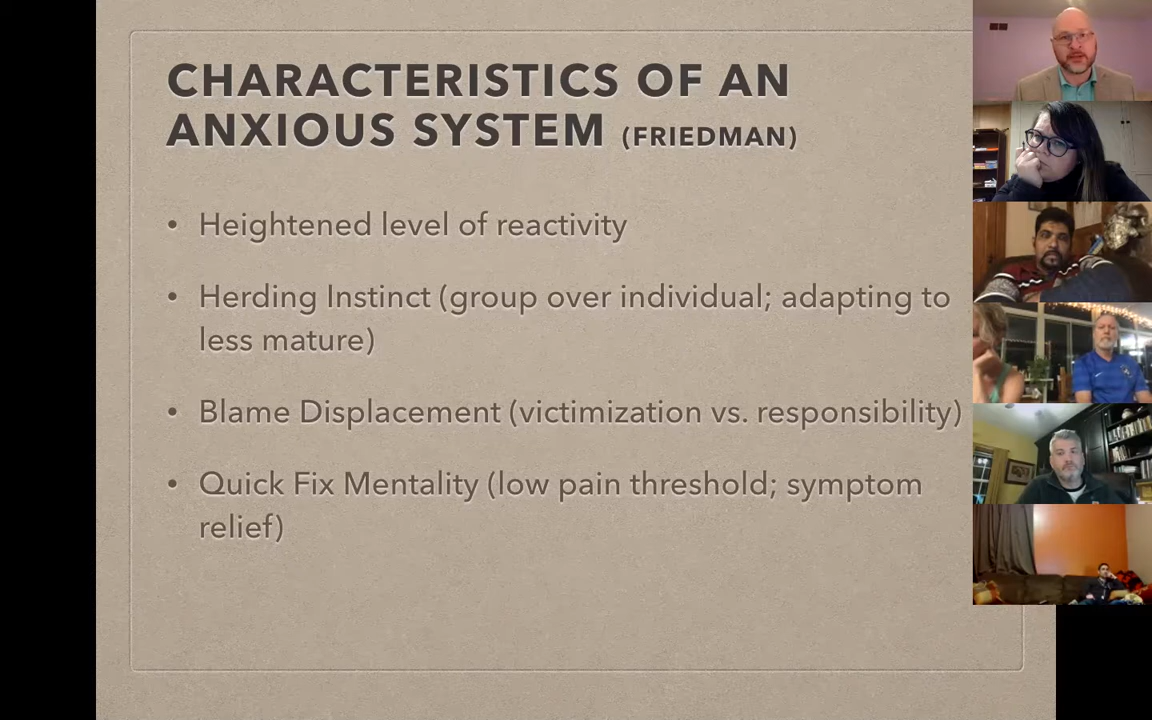 CHARACTERISTICS OF AN
ANXIOUS SYSTEM (FRIEDMAN)
• Heightened level of reactivity
• Herding Instinct (group over individual; adapting to
less mature)
• Blame Displacement (victimization vs. responsibility)
• Quick Fix Mentality (low pain threshold; symptom
relief)